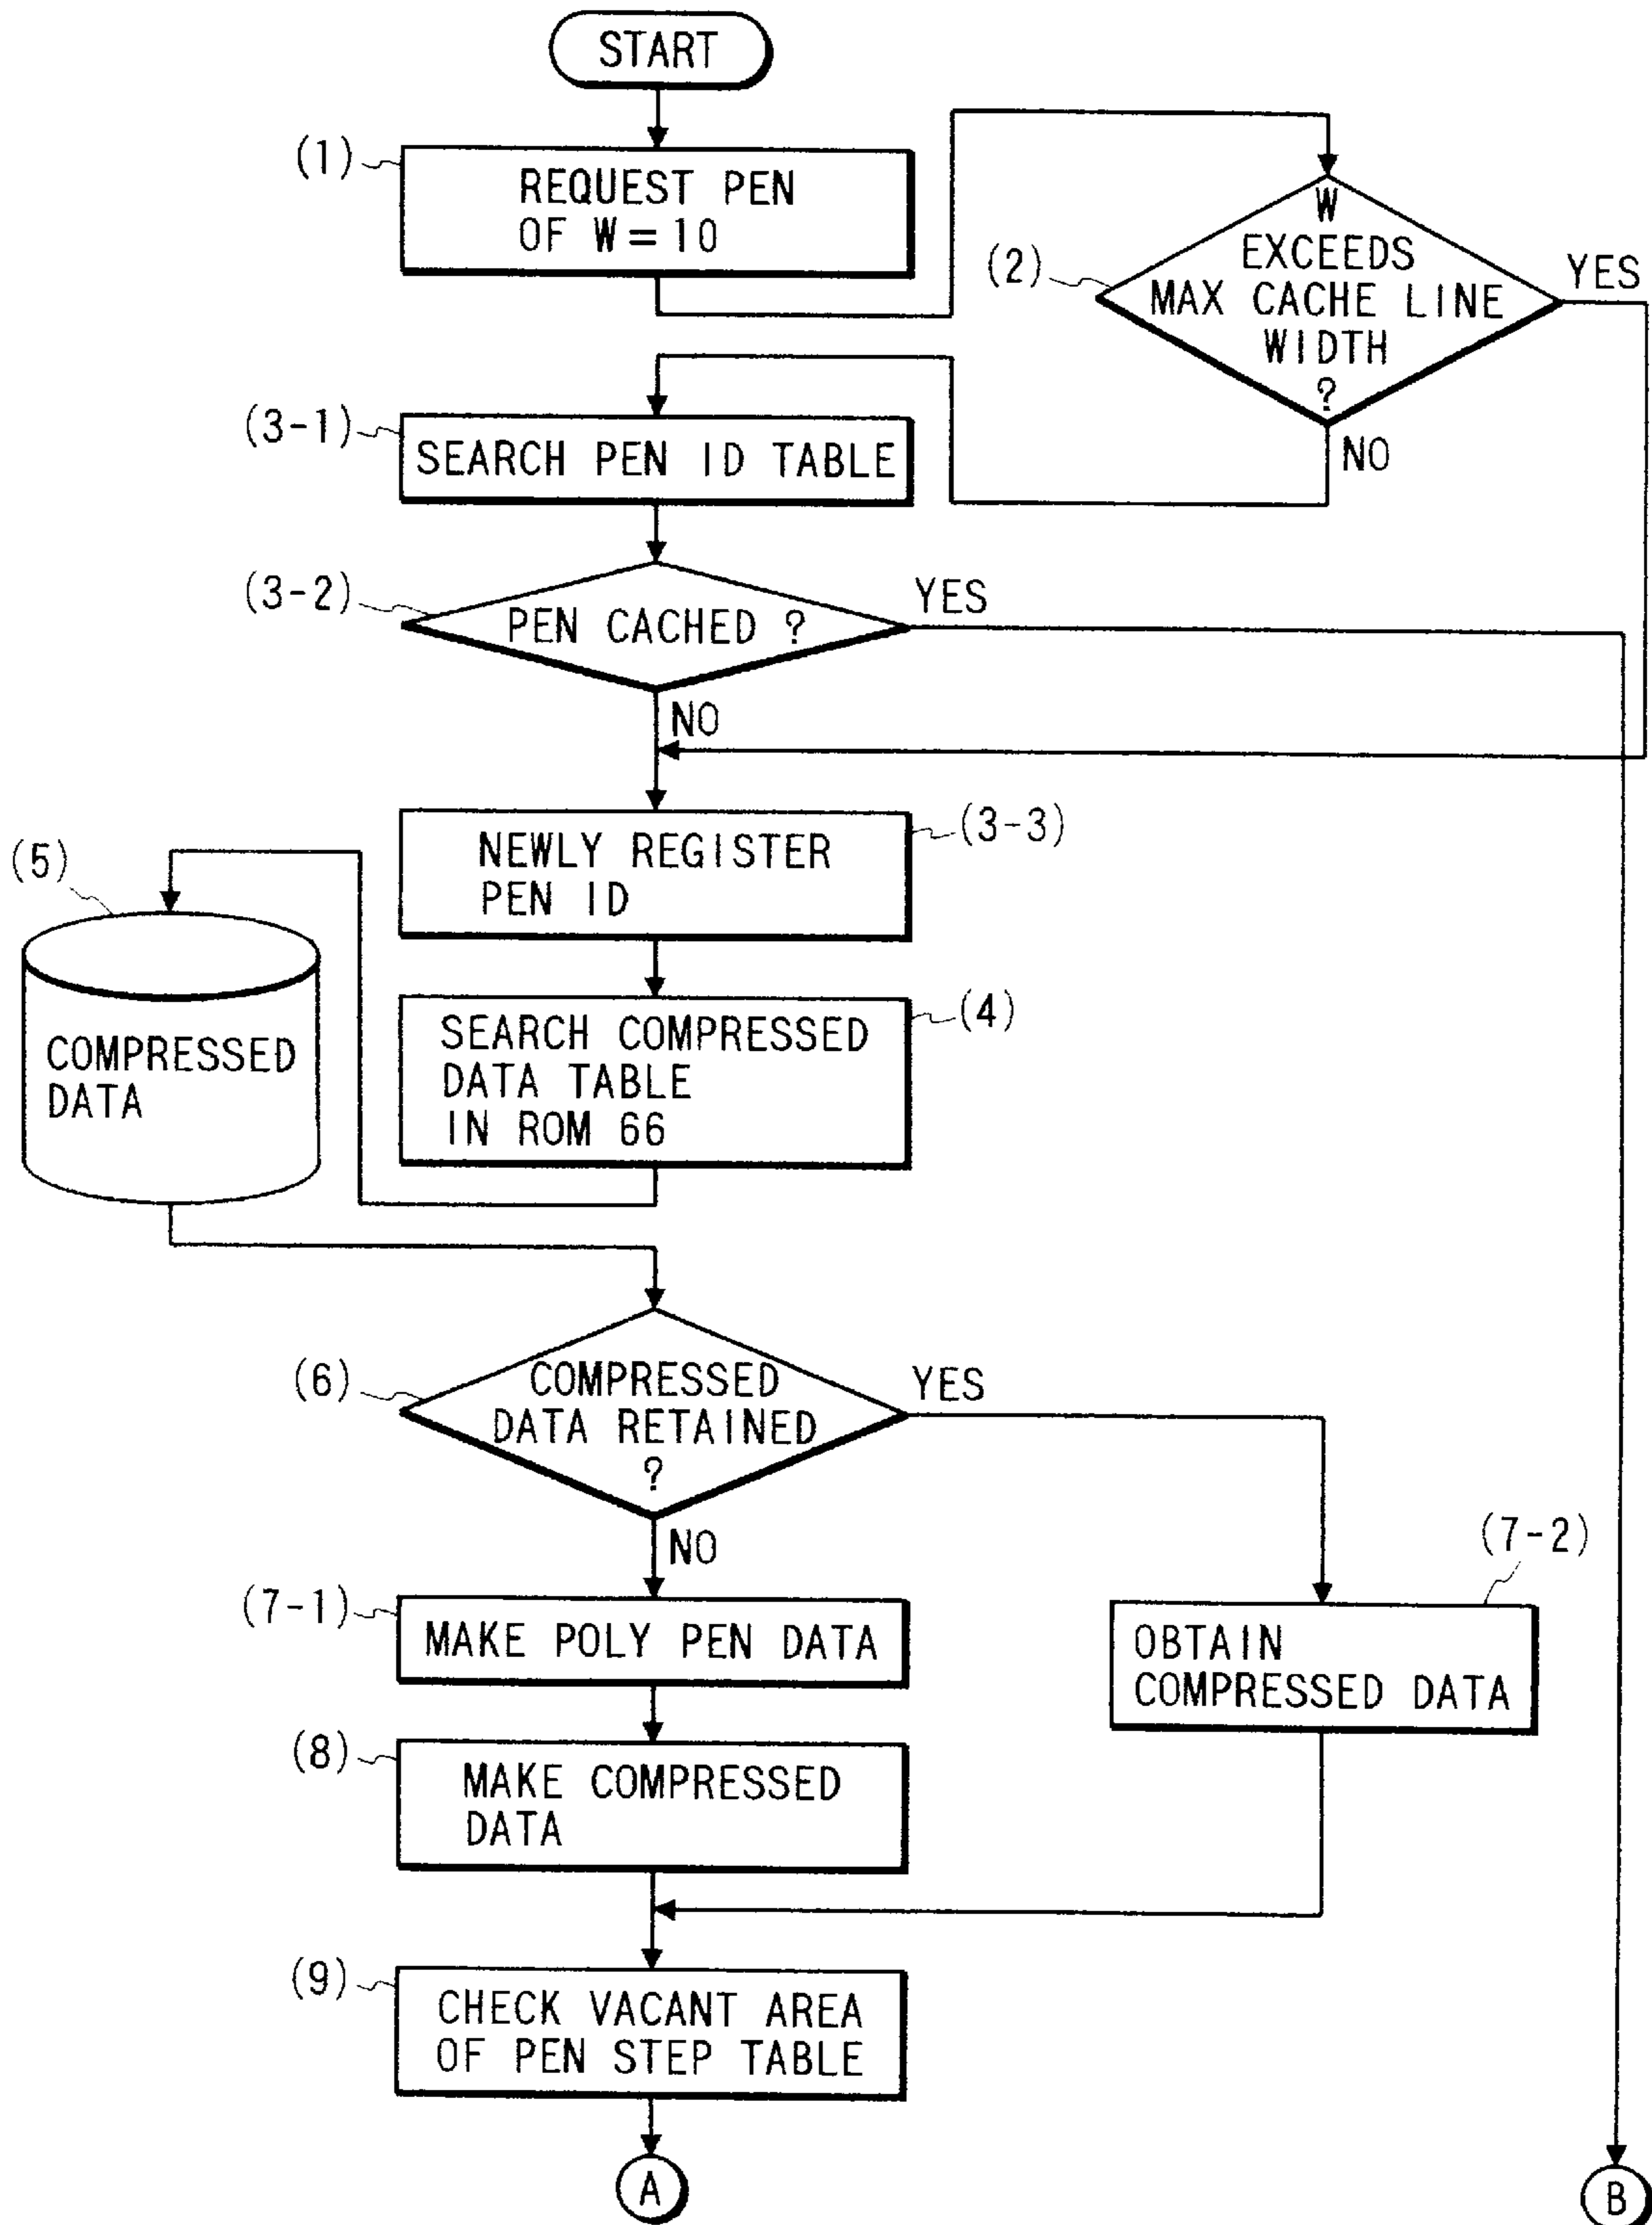 START
(1)
REQUEST PEN
OF W=10
(2)
W
EXCEEDS
MAX CACHE LINE
WIDTH
?
YES
NO
(3-1)
SEARCH PEN ID TABLE
(3-2)
PEN CACHED ?
YES
NO
(3-3)
NEWLY REGISTER
PEN ID
(4)
SEARCH COMPRESSED
DATA TABLE
IN ROM 66
(5)
COMPRESSED
DATA
(6)
COMPRESSED
DATA RETAINED
?
YES
NO
(7-1)
MAKE POLY PEN DATA
(7-2)
OBTAIN
COMPRESSED DATA
(8)
MAKE COMPRESSED
DATA
(9)
CHECK VACANT AREA
OF PEN STEP TABLE
A
B